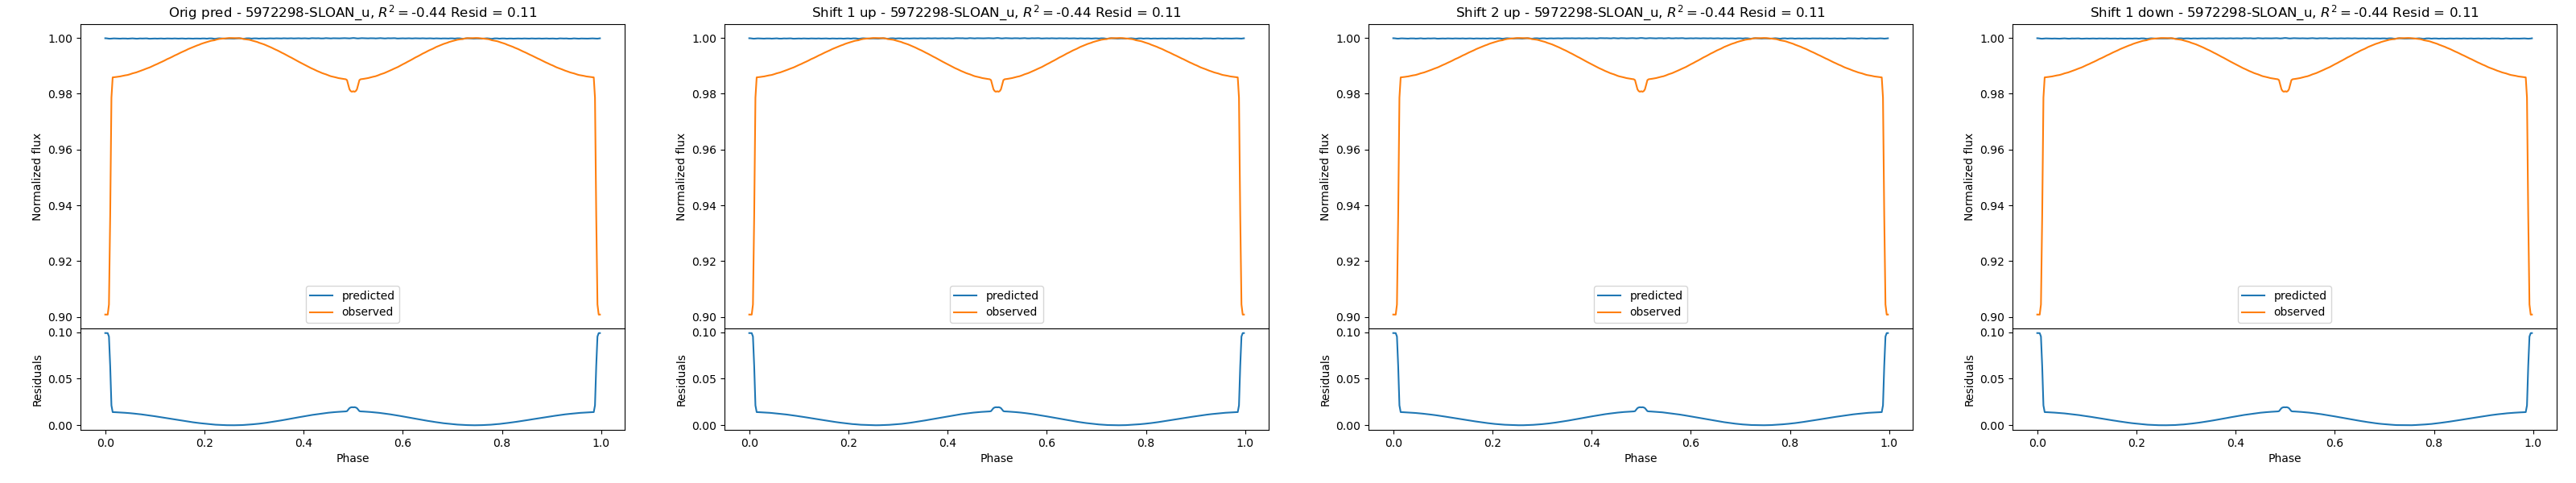 Orig pred - 5972298-SLOAN_u, R² = -0.44 Resid = 0.11
Normalized flux
1.00
0.98
0.96
0.94
0.92
0.90
predicted
observed
Residuals
0.10
0.05
0.00
0.0 0.2 0.4 0.6 0.8 1.0
Phase
Shift 1 up - 5972298-SLOAN_u, R² = -0.44 Resid = 0.11
Normalized flux
1.00
0.98
0.96
0.94
0.92
0.90
predicted
observed
Residuals
0.10
0.05
0.00
0.0 0.2 0.4 0.6 0.8 1.0
Phase
Shift 2 up - 5972298-SLOAN_u, R² = -0.44 Resid = 0.11
Normalized flux
1.00
0.98
0.96
0.94
0.92
0.90
predicted
observed
Residuals
0.10
0.05
0.00
0.0 0.2 0.4 0.6 0.8 1.0
Phase
Shift 1 down - 5972298-SLOAN_u, R² = -0.44 Resid = 0.11
Normalized flux
1.00
0.98
0.96
0.94
0.92
0.90
predicted
observed
Residuals
0.10
0.05
0.00
0.0 0.2 0.4 0.6 0.8 1.0
Phase